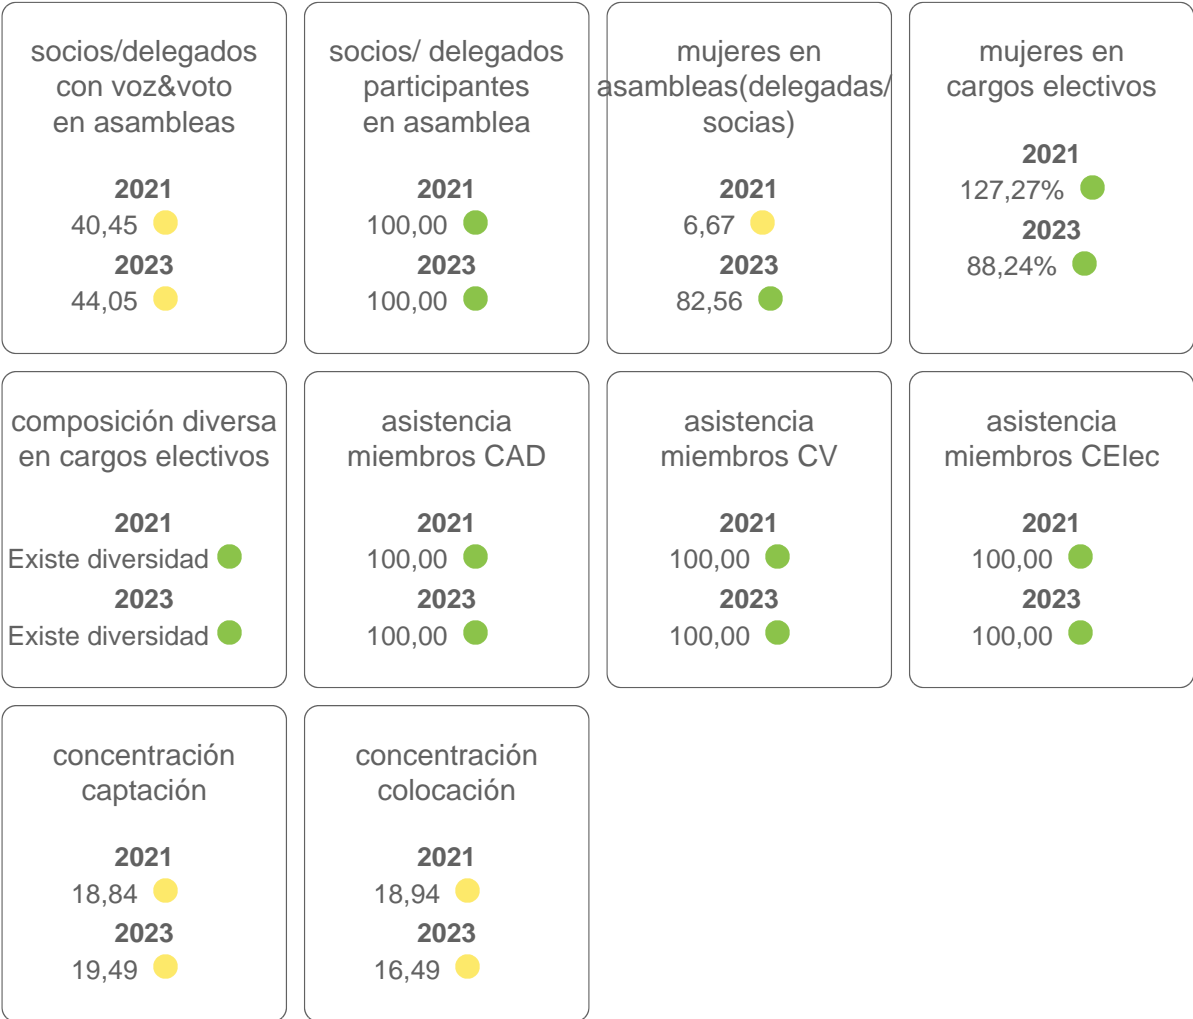 socios/delegados
con voz&voto
en asambleas
2021
40,45
2023
44,05
socios/ delegados
participantes
en asamblea
2021
100,00
2023
100,00
mujeres en
asambleas(delegadas/
socias)
2021
6,67
2023
82,56
mujeres en
cargos electivos
2021
127,27%
2023
88,24%
composición diversa
en cargos electivos
2021
Existe diversidad
2023
Existe diversidad
asistencia
miembros CAD
2021
100,00
2023
100,00
asistencia
miembros CV
2021
100,00
2023
100,00
asistencia
miembros CElec
2021
100,00
2023
100,00
concentración
captación
2021
18,84
2023
19,49
concentración
colocación
2021
18,94
2023
16,49